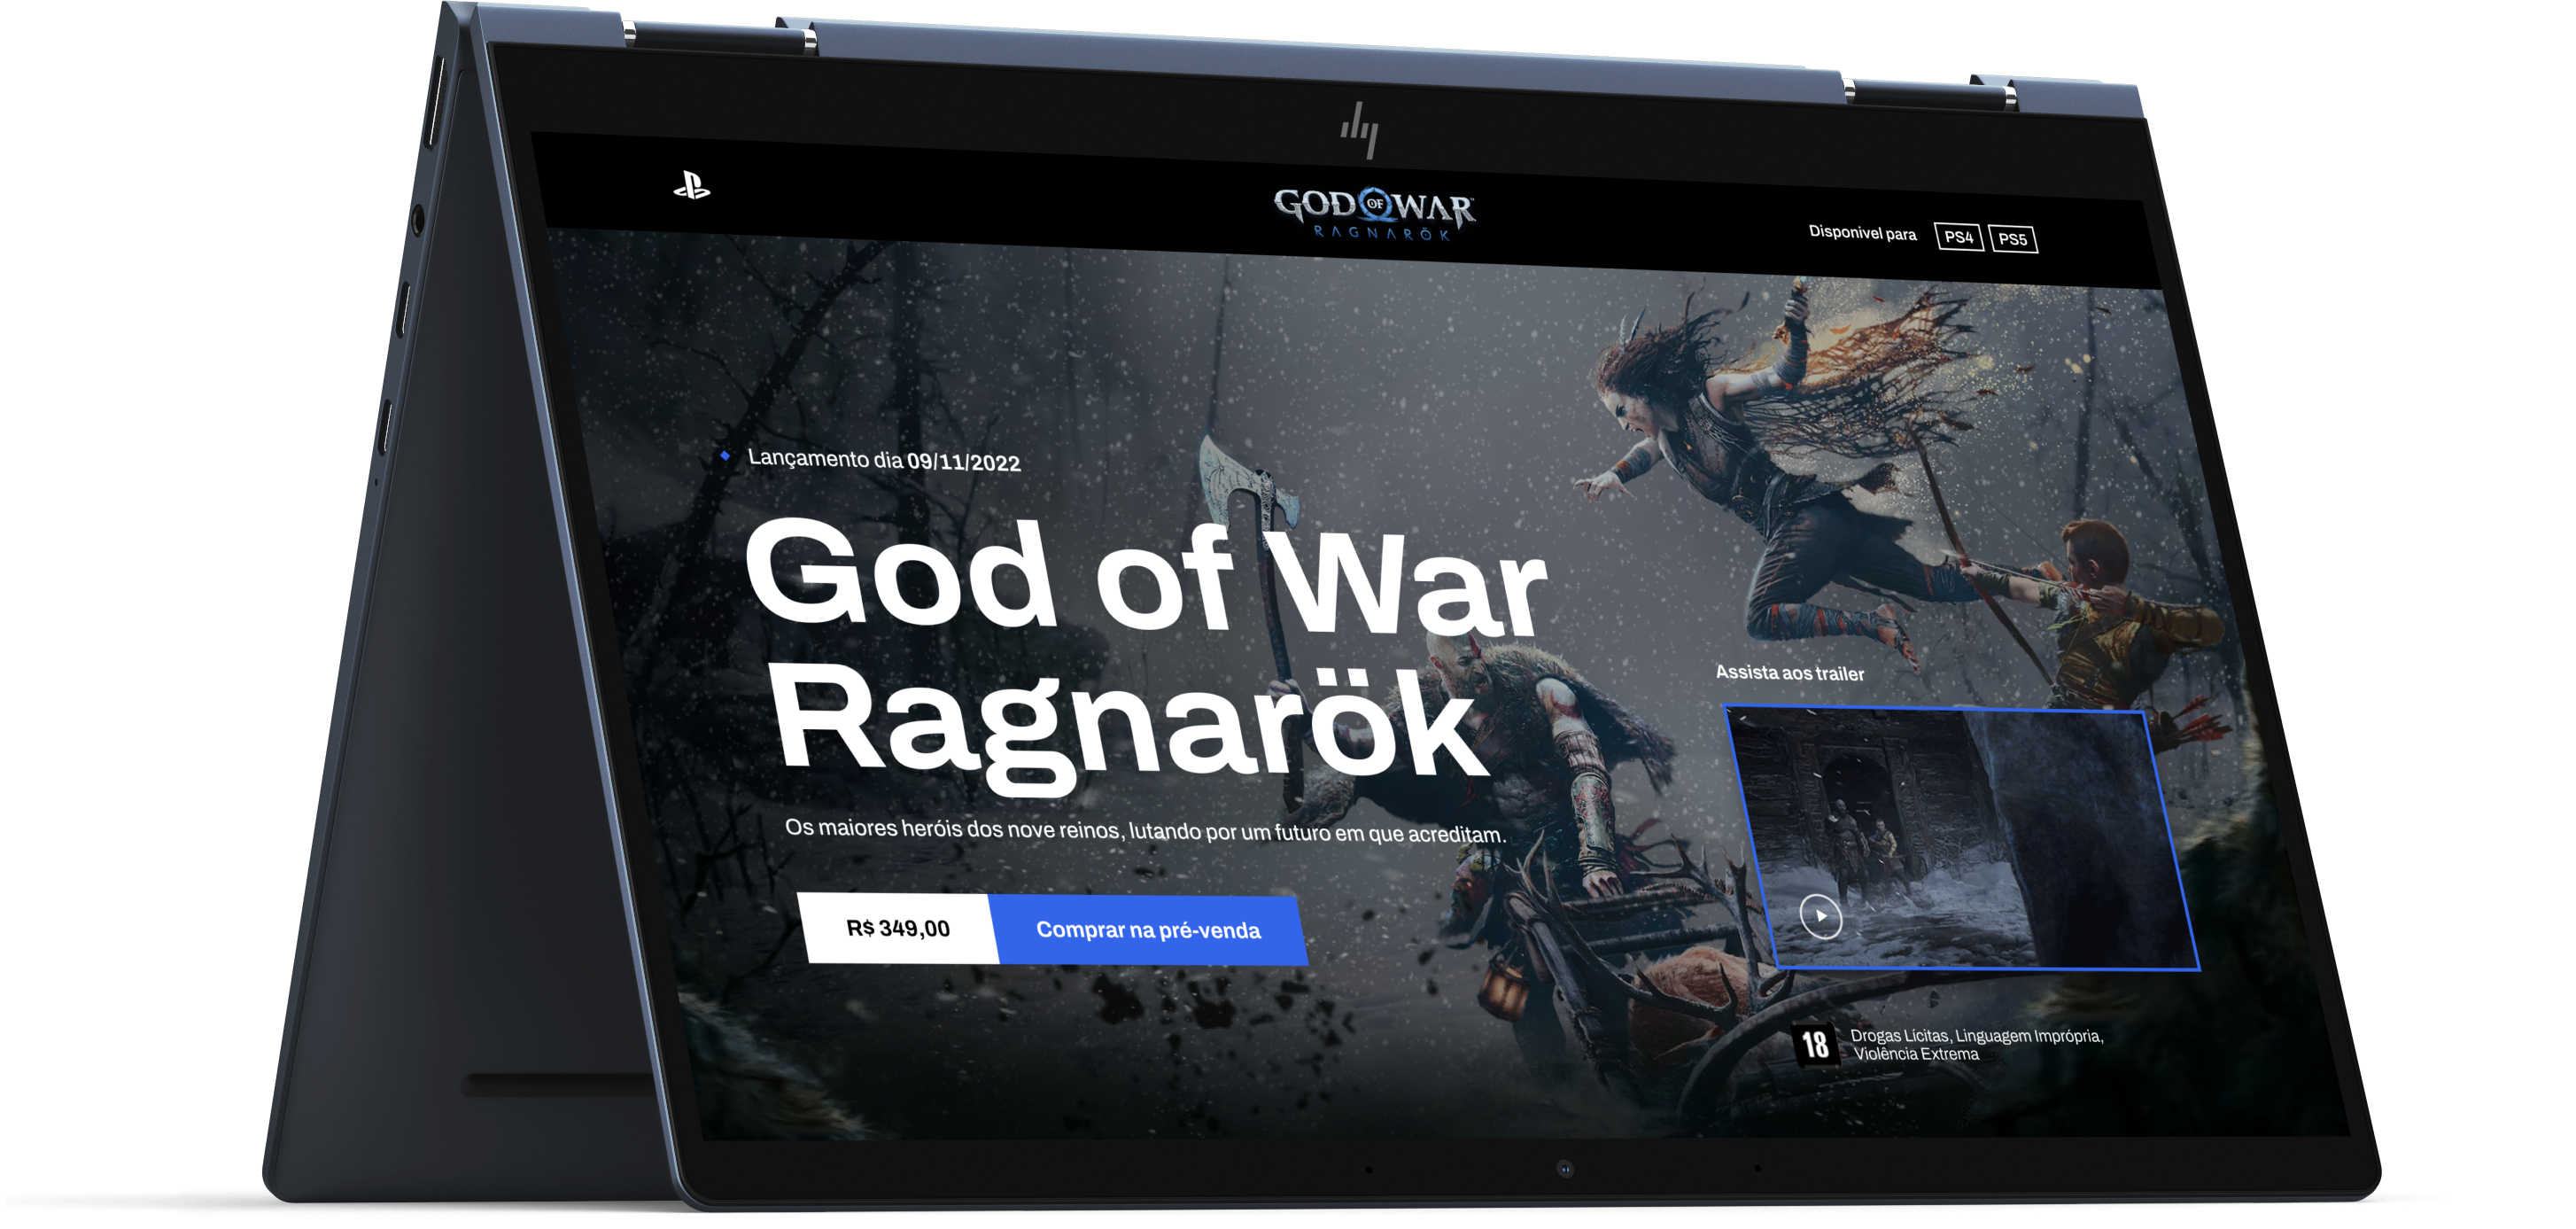 hp
GOD OF WAR
RAGNARÖK
Disponivel para PS4 PS5
Lançamento dia 09/11/2022
God of War
Ragnarök
Os maiores heróis dos nove reinos, lutando por um futuro em que acreditam.
R$ 349,00 Comprar na pré-venda
Assista aos trailer
18 Drogas Lícitas, Linguagem Imprópria,
Violência Extrema